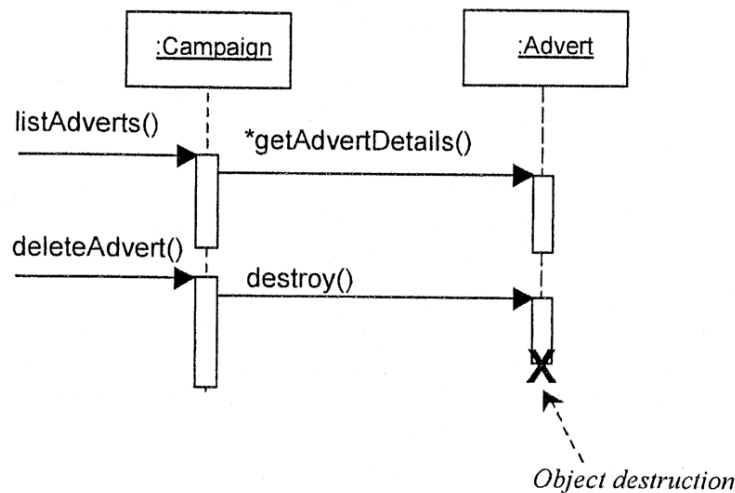 :Campaign
:Advert
listAdverts()
*getAdvertDetails()
deleteAdvert()
destroy()
X
Object destruction